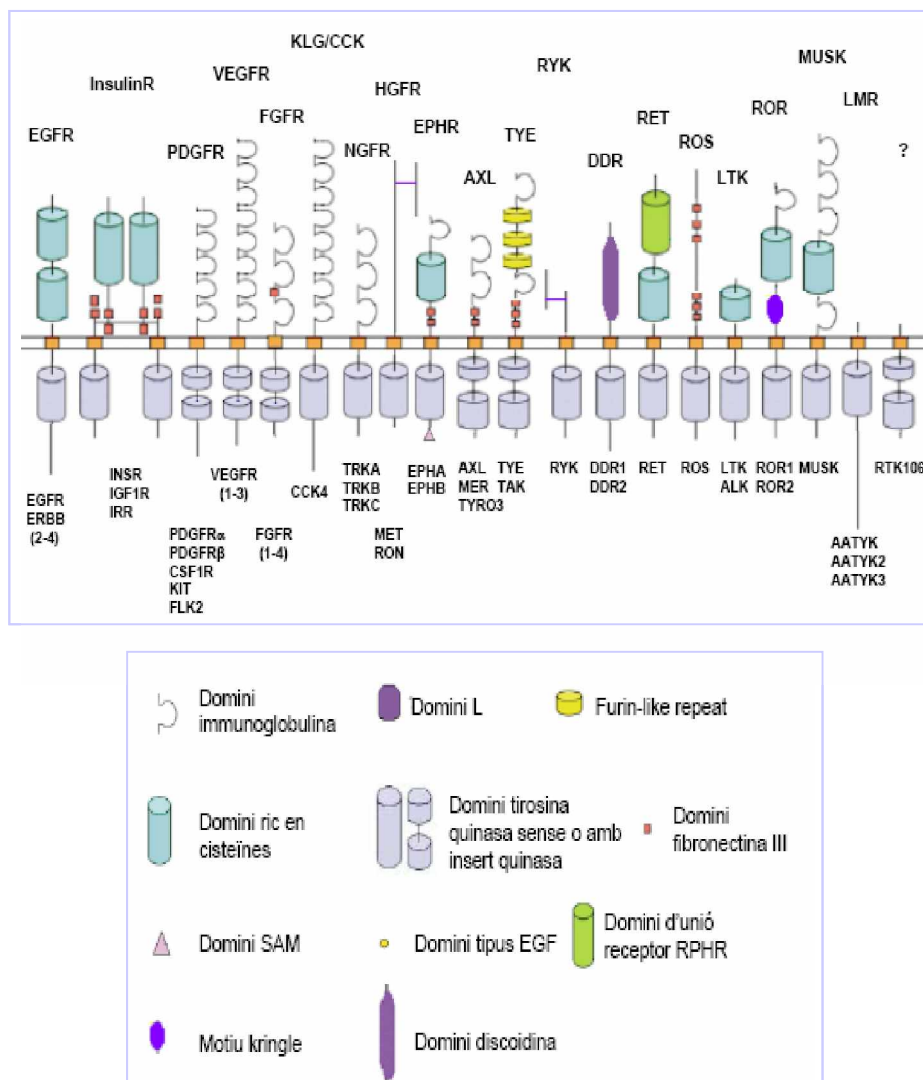 KLG/CCK
MUSK
RYK
VEGFR
InsulinR
HGFR
ROR
LMR
FGFR
RET
EPHR
TYE
EGFR
ROS
PDGFR
NGFR
?
DDR
AXL
LTK
EGFR
ERBB
(2-4)
INSR
IGF1R
IRR
PDGFRα
PDGFRβ
CSF1R
KIT
FLK2
VEGFR
(1-3)
FGFR
(1-4)
CCK4
TRKA
TRKB
TRKC
MET
RON
EPHA
EPHB
AXL
MER
TYRO3
TYE
TAK
RYK
DDR1
DDR2
RET
ROS
LTK
ALK
ROR1
ROR2
MUSK
AATYK
AATYK2
AATYK3
RTK106
Domini
immunoglobulina
Domini L
Furin-like repeat
Domini ric en
cisteïnes
Domini tirosina
quinasa sense o amb
insert quinasa
Domini
fibronectina III
Domini SAM
Domini tipus EGF
Domini d'unió
receptor RPHR
Motiu kringle
Domini discoidina